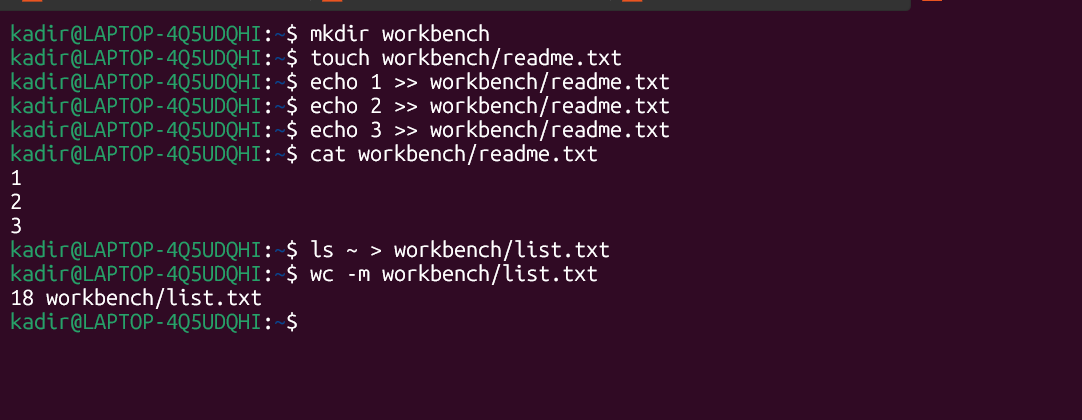 kadir@LAPTOP-4Q5UDQHI:~$ mkdir workbench
kadir@LAPTOP-4Q5UDQHI:~$ touch workbench/readme.txt
kadir@LAPTOP-4Q5UDQHI:~$ echo 1 >> workbench/readme.txt
kadir@LAPTOP-4Q5UDQHI:~$ echo 2 >> workbench/readme.txt
kadir@LAPTOP-4Q5UDQHI:~$ echo 3 >> workbench/readme.txt
kadir@LAPTOP-4Q5UDQHI:~$ cat workbench/readme.txt
1
2
3
kadir@LAPTOP-4Q5UDQHI:~$ ls ~ > workbench/list.txt
kadir@LAPTOP-4Q5UDQHI:~$ wc -m workbench/list.txt
18 workbench/list.txt
kadir@LAPTOP-4Q5UDQHI:~$